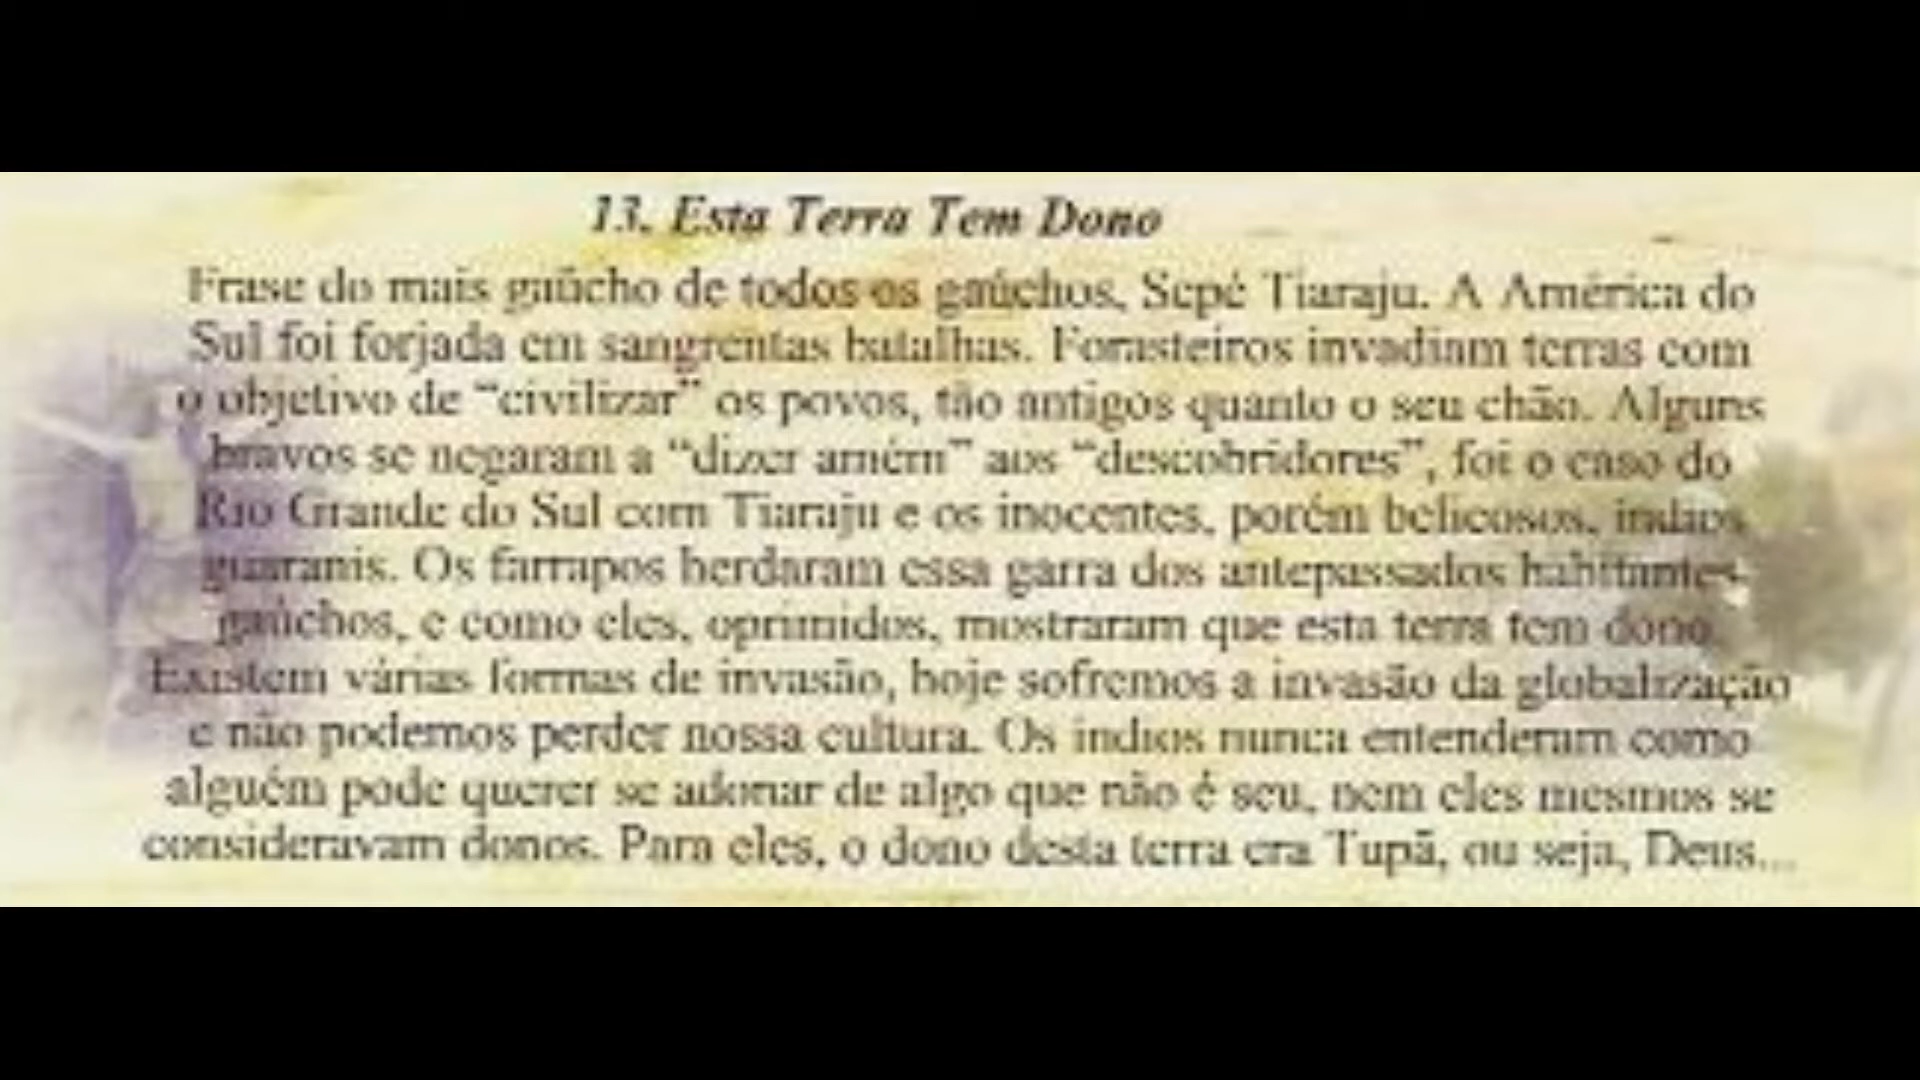 13. Esta Terra Tem Dono
Frase do mais gaúcho de todos os gaúchos, Sepé Tiaraju. A América do
Sul foi forjada em sangrentas batalhas. Forasteiros invadiam terras com
o objetivo de “civilizar” os povos, tão antigos quanto o seu chão. Alguns
bravos se negaram a “dizer amém” aos “descobridores”, foi o caso do
Rio Grande do Sul com Tiaraju e os inocentes, porém belicosos, índios
guaranis. Os farrapos herdaram essa garra dos antepassados habitantes
gaúchos, e como eles, oprimidos, mostraram que esta terra tem dono.
Existem várias formas de invasão, hoje sofremos a invasão da globalização
e não podemos perder nossa cultura. Os índios nunca entenderam como
alguém pode querer se adonar de algo que não é seu, nem eles mesmos se
consideravam donos. Para eles, o dono desta terra era Tupã, ou seja, Deus...